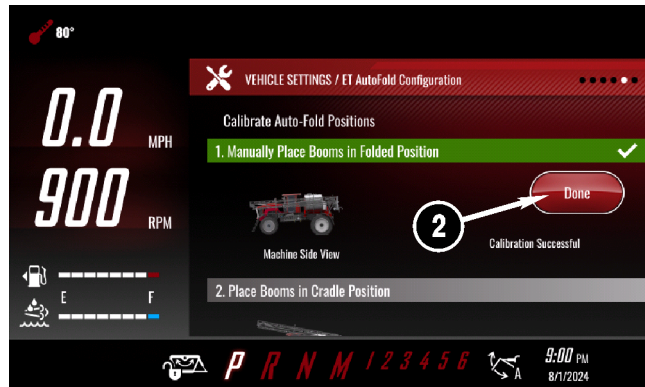 80°
VEHICLE SETTINGS / ET AutoFold Configuration
0.0 MPH
900 RPM
Calibrate Auto-Fold Positions
1. Manually Place Booms in Folded Position
Done
2
Machine Side View
Calibration Successful
2. Place Booms in Cradle Position
E F
P R N M 1 2 3 4 5 6
A
9:00 PM
8/1/2024